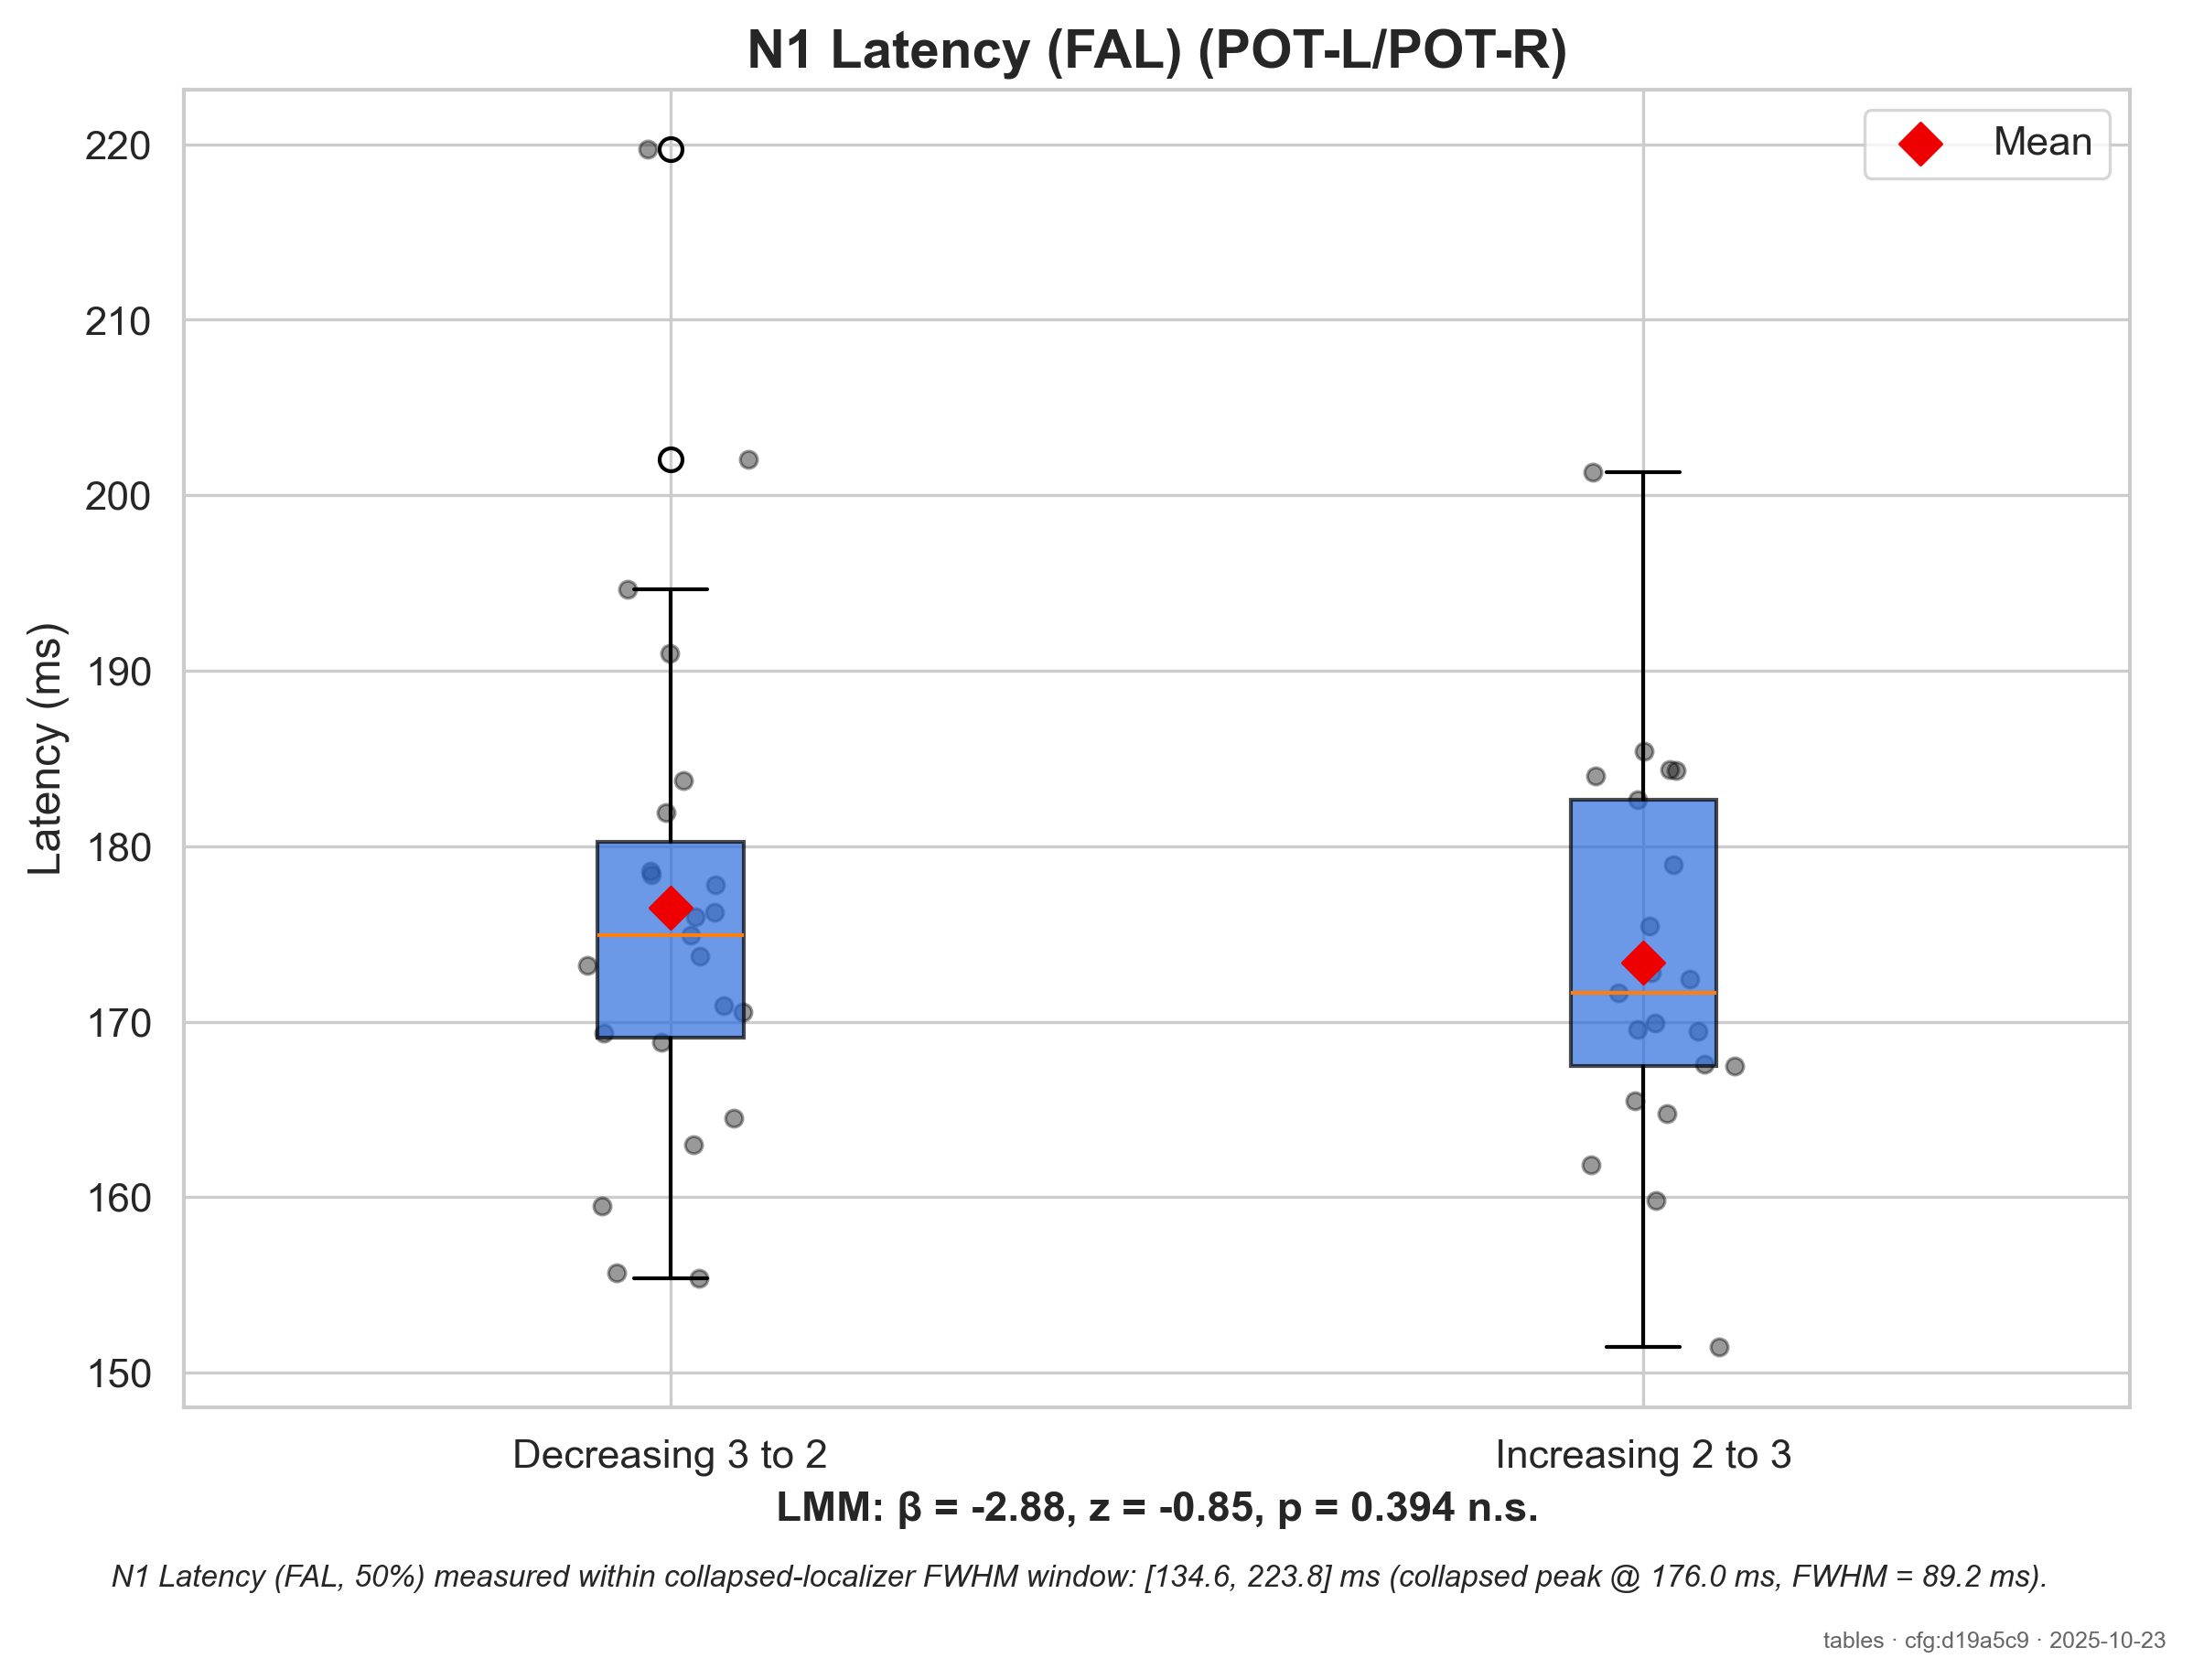 N1 Latency (FAL) (POT-L/POT-R)
Mean
Latency (ms)
220
210
200
190
180
170
160
150
Decreasing 3 to 2
Increasing 2 to 3
LMM: β = -2.88, z = -0.85, p = 0.394 n.s.
N1 Latency (FAL, 50%) measured within collapsed-localizer FWHM window: [134.6, 223.8] ms (collapsed peak @ 176.0 ms, FWHM = 89.2 ms).
tables · cfg:d19a5c9 · 2025-10-23